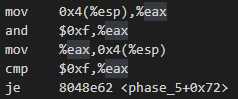 mov 0x4(%esp),%eax
and $0xf,%eax
mov %eax,0x4(%esp)
cmp $0xf,%eax
je 8048e62 <phase_5+0x72>